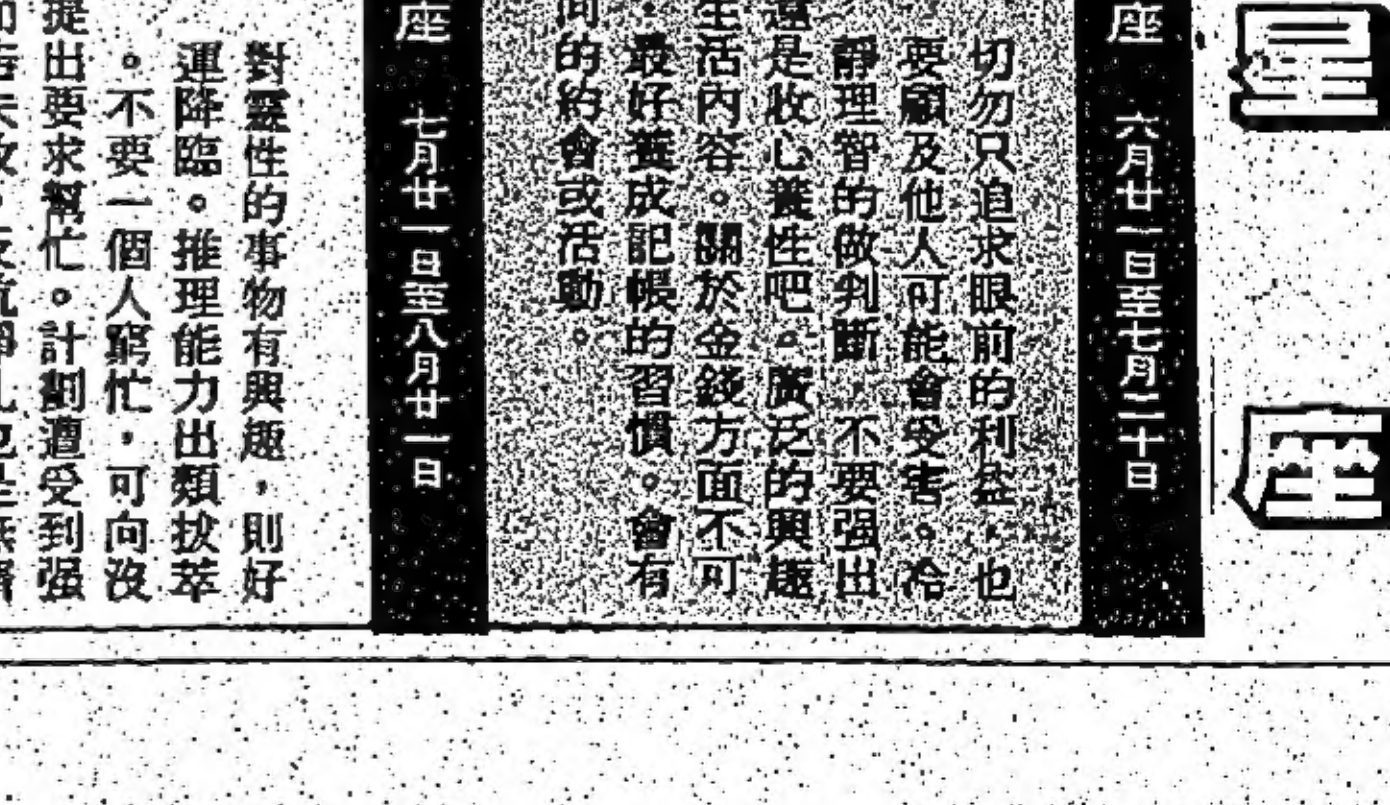 星座
座 六月廿一日至七月二十日
切勿只追求眼前的利益，也
要顧及他人可能會受害。冷
靜理智的做判斷，不要强出
還是收心養性吧。廣泛的興趣
生活內容。關於金錢方面不可
，最好養成記帳的習慣。會有
的約會或活動。
座 七月廿一日至八月廿一日
對靈性的事物有興趣，則好
運降臨。推理能力出類拔萃
。不要一個人窮忙，可向沒
提出要求幫忙。計劃遭受到强
也是無